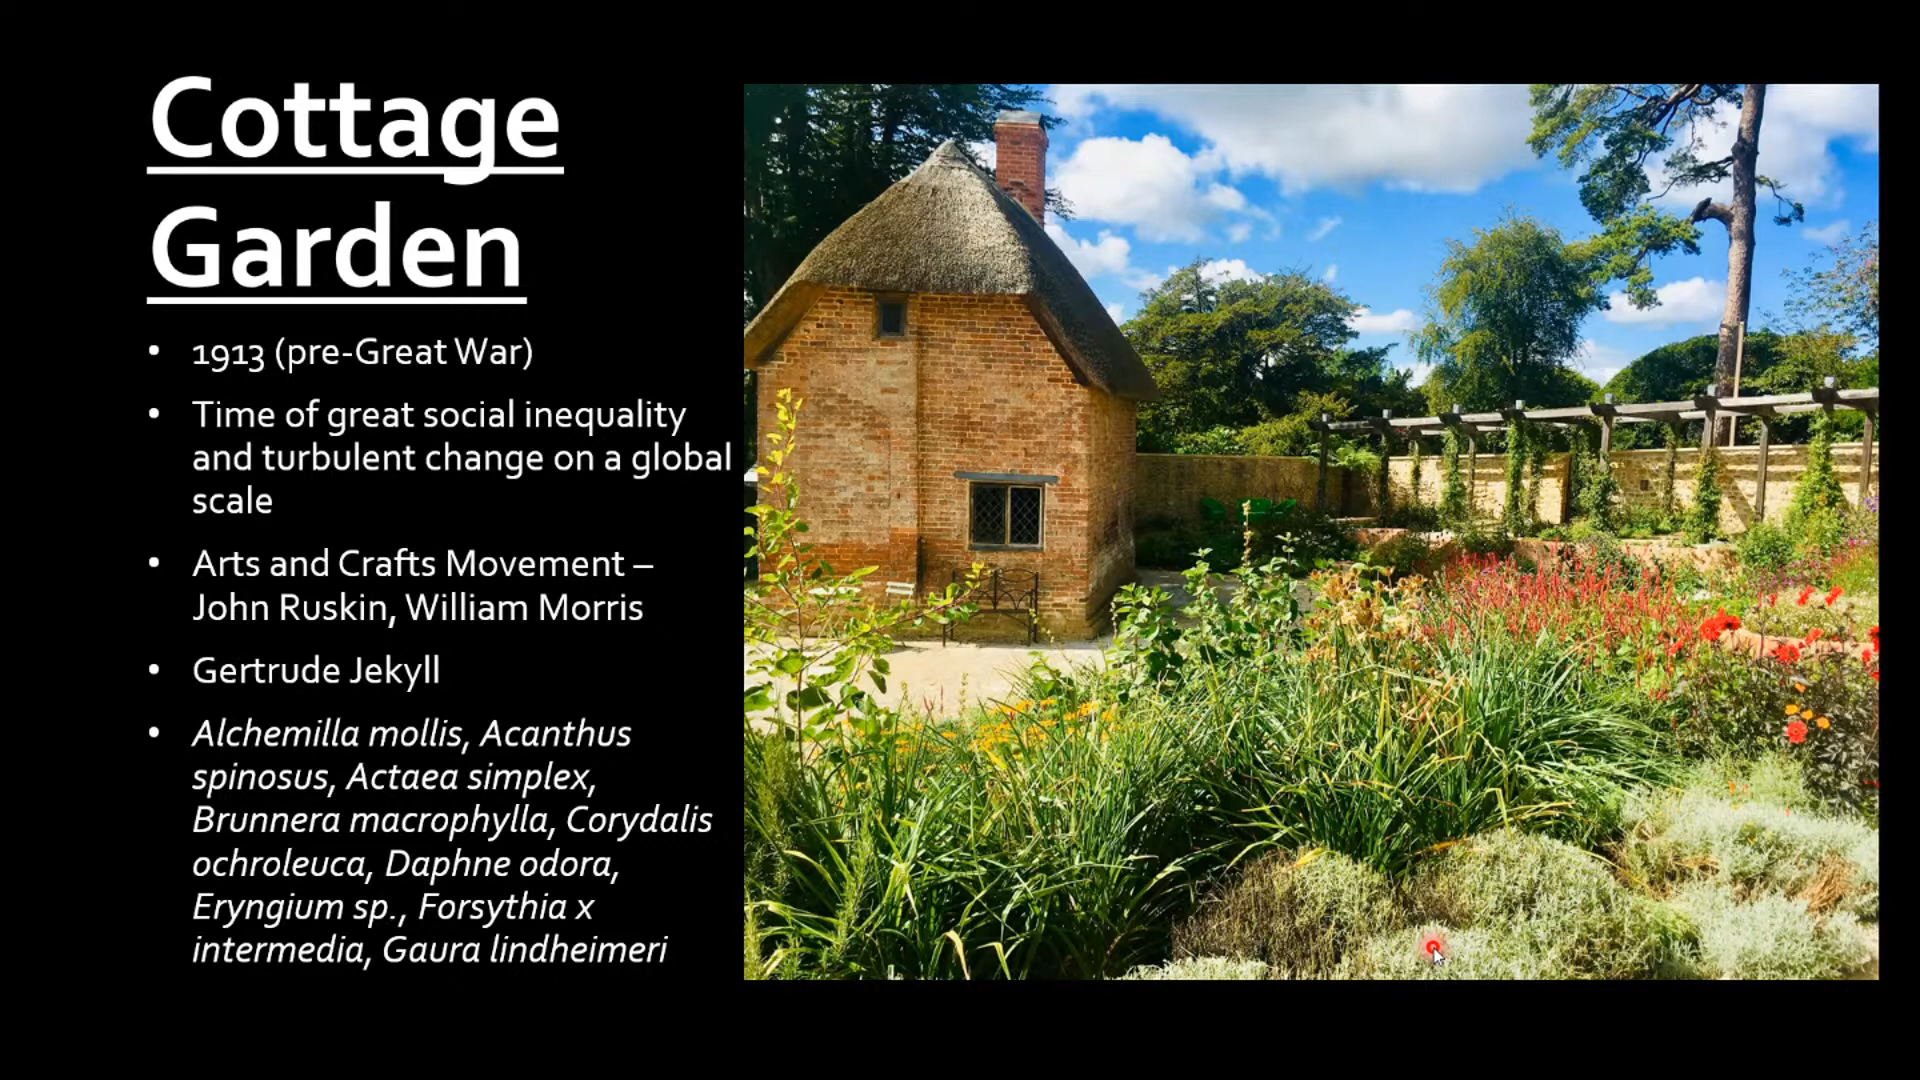 Cottage
Garden
• 1913 (pre-Great War)
• Time of great social inequality
and turbulent change on a global
scale
• Arts and Crafts Movement –
John Ruskin, William Morris
• Gertrude Jekyll
• Alchemilla mollis, Acanthus
spinosus, Actaea simplex,
Brunnera macrophylla, Corydalis
ochroleuca, Daphne odora,
Eryngium sp., Forsythia x
intermedia, Gaura lindheimeri